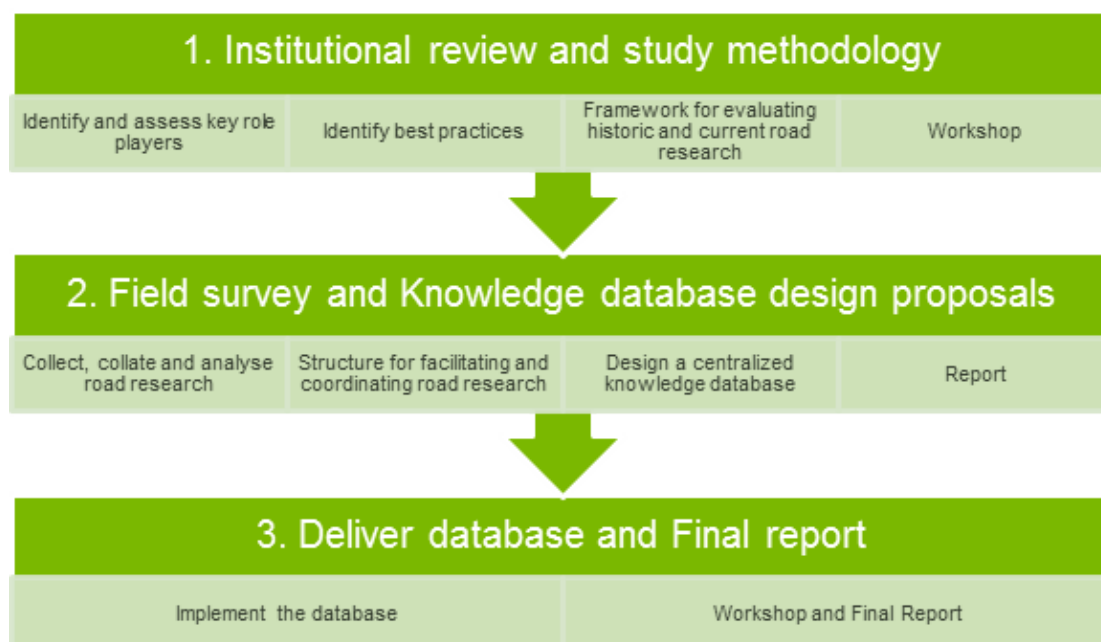 1. Institutional review and study methodology
Identify and assess key role
players
Identify best practices
Framework for evaluating
historic and current road
research
Workshop
2. Field survey and Knowledge database design proposals
Collect, collate and analyse
road research
Structure for facilitating and
coordinating road research
Design a centralized
knowledge database
Report
3. Deliver database and Final report
Implement the database
Workshop and Final Report